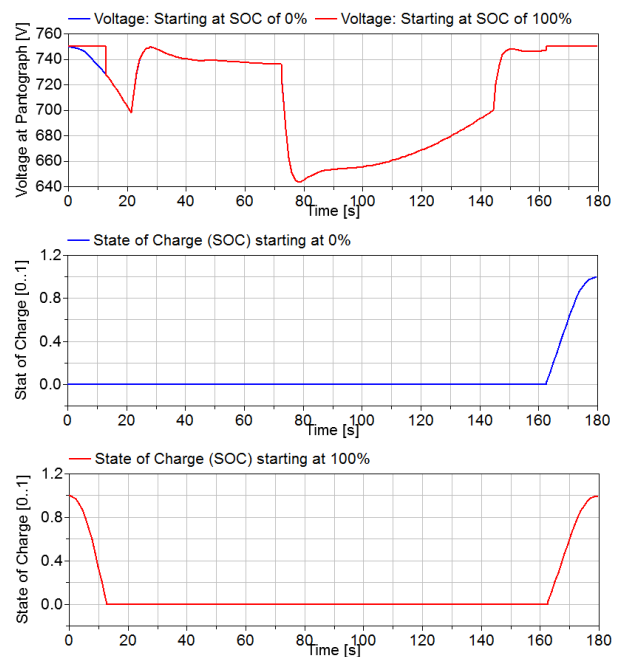 Voltage: Starting at SOC of 0% Voltage: Starting at SOC of 100%
Voltage at Pantograph [V]
760
740
720
700
680
660
640
0 20 40 60 80 100 120 140 160 180
Time [s]
State of Charge (SOC) starting at 0%
Stat of Charge [0..1]
1.2
0.8
0.4
0.0
0 20 40 60 80 100 120 140 160 180
Time [s]
State of Charge (SOC) starting at 100%
State of Charge [0..1]
1.2
0.8
0.4
0.0
0 20 40 60 80 100 120 140 160 180
Time [s]